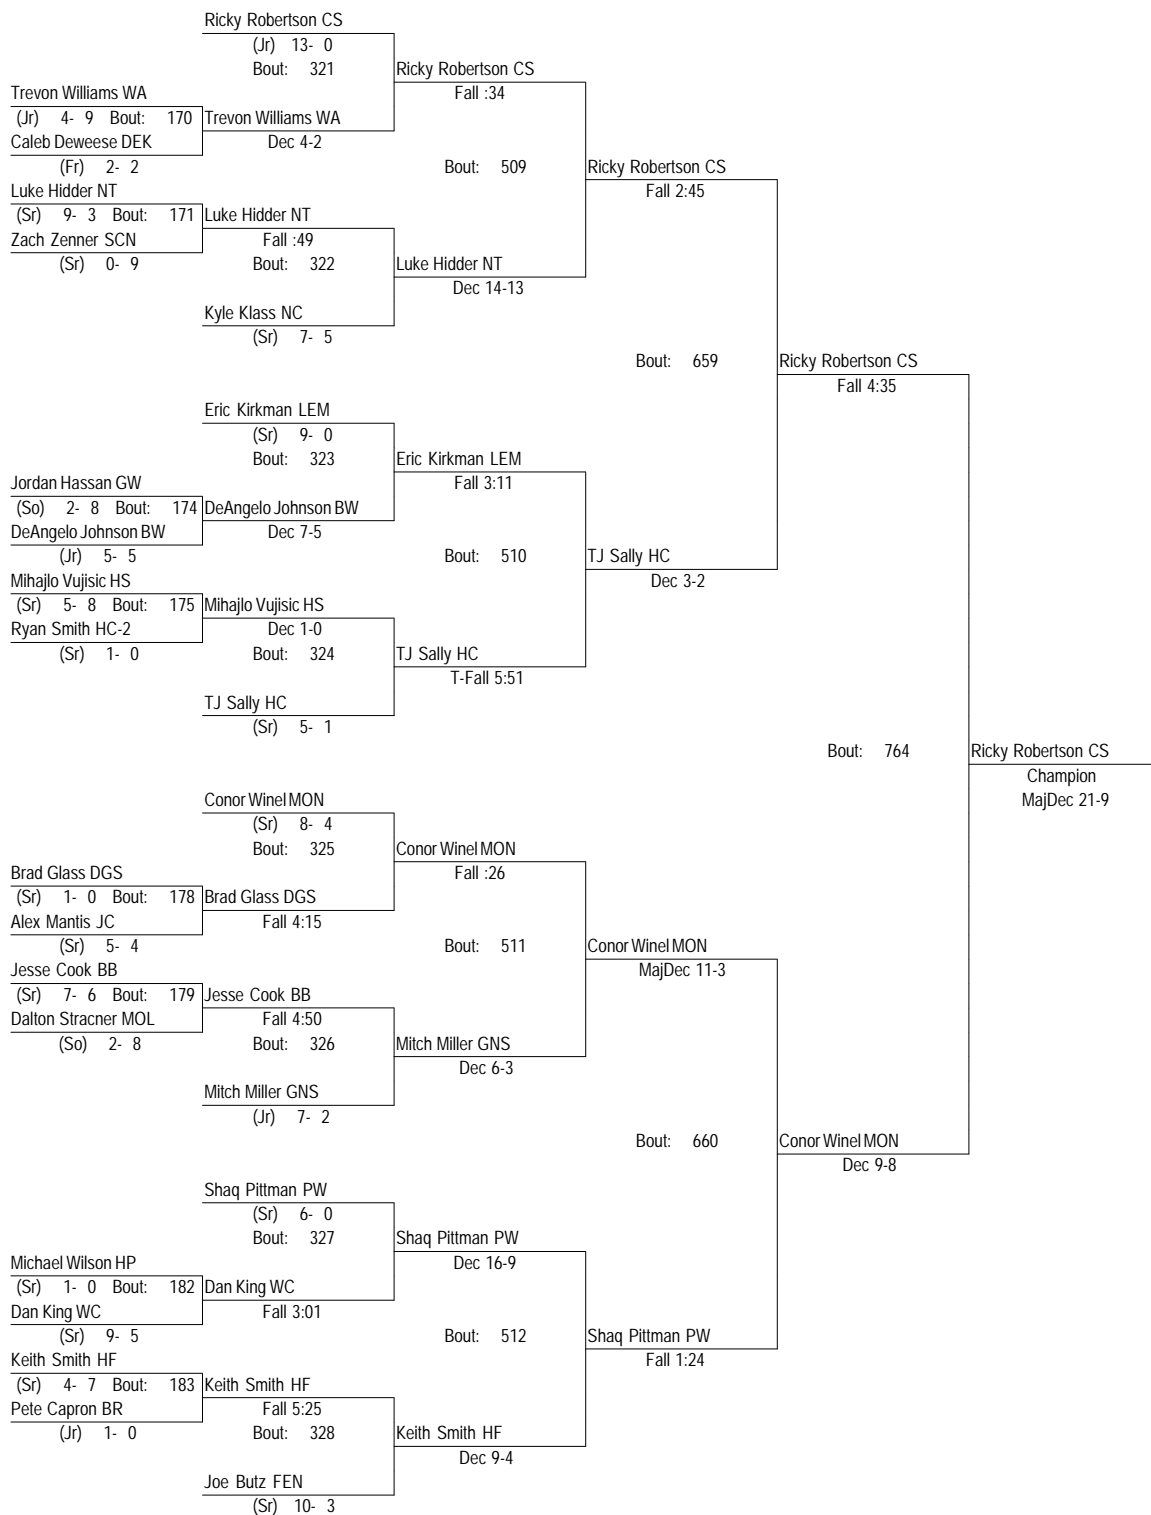 Ricky Robertson CS
(Jr) 13- 0
Bout: 321
Ricky Robertson CS
Fall :34
Trevon Williams WA
(Jr) 4- 9 Bout: 170
Trevon Williams WA
Caleb Deweese DEK
Dec 4-2
(Fr) 2- 2
Bout: 509
Ricky Robertson CS
Fall 2:45
Luke Hidder NT
(Sr) 9- 3 Bout: 171
Luke Hidder NT
Zach Zenner SCN
Fall :49
(Sr) 0- 9
Bout: 322
Luke Hidder NT
Dec 14-13
Kyle Klass NC
(Sr) 7- 5
Bout: 659
Ricky Robertson CS
Fall 4:35
Eric Kirkman LEM
(Sr) 9- 0
Bout: 323
Eric Kirkman LEM
Fall 3:11
Jordan Hassan GW
(So) 2- 8 Bout: 174
DeAngelo Johnson BW
DeAngelo Johnson BW
Dec 7-5
(Jr) 5- 5
Bout: 510
TJ Sally HC
Dec 3-2
Mihajlo Vujisic HS
(Sr) 5- 8 Bout: 175
Mihajlo Vujisic HS
Ryan Smith HC-2
Dec 1-0
(Sr) 1- 0
Bout: 324
TJ Sally HC
T-Fall 5:51
TJ Sally HC
(Sr) 5- 1
Bout: 764
Ricky Robertson CS
Champion
MajDec 21-9
Conor Winel MON
(Sr) 8- 4
Bout: 325
Conor Winel MON
Fall :26
Brad Glass DGS
(Sr) 1- 0 Bout: 178
Brad Glass DGS
Alex Mantis JC
Fall 4:15
(Sr) 5- 4
Bout: 511
Conor Winel MON
MajDec 11-3
Jesse Cook BB
(Sr) 7- 6 Bout: 179
Jesse Cook BB
Dalton Stracner MOL
Fall 4:50
(So) 2- 8
Bout: 326
Mitch Miller GNS
Dec 6-3
Mitch Miller GNS
(Jr) 7- 2
Bout: 660
Conor Winel MON
Dec 9-8
Shaq Pittman PW
(Sr) 6- 0
Bout: 327
Shaq Pittman PW
Dec 16-9
Michael Wilson HP
(Sr) 1- 0 Bout: 182
Dan King WC
Dan King WC
Fall 3:01
(Sr) 9- 5
Bout: 512
Shaq Pittman PW
Fall 1:24
Keith Smith HF
(Sr) 4- 7 Bout: 183
Keith Smith HF
Pete Capron BR
Fall 5:25
(Jr) 1- 0
Bout: 328
Keith Smith HF
Dec 9-4
Joe Butz FEN
(Sr) 10- 3